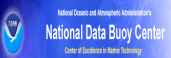 National Oceanic and Atmospheric Administration's
National Data Buoy Center
Center of Excellence in Marine Technology